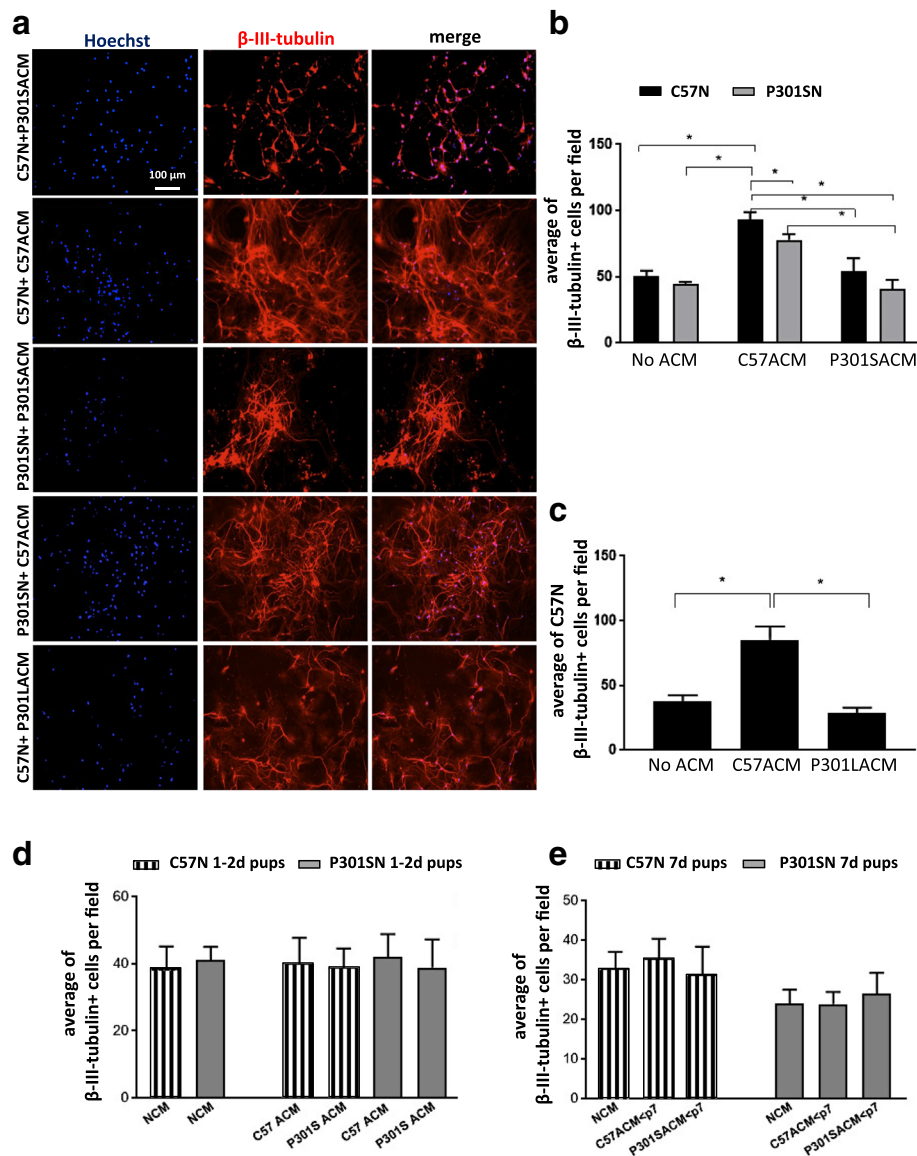 a
Hoechst
β-III-tubulin
merge
C57N+P301SACM
100 μm
C57N+ C57ACM
P301SN+ P301SACM
P301SN+ C57ACM
C57N+ P301LACM
b
C57N
P301SN
average of
β-III-tubulin+ cells per field
150
100
50
0
*
*
*
*
*
*
No ACM
C57ACM
P301SACM
c
average of C57N
β-III-tubulin+ cells per field
150
100
50
0
*
*
No ACM
C57ACM
P301LACM
d
C57N 1-2d pups
P301SN 1-2d pups
average of
β-III-tubulin+ cells per field
60
40
20
0
NCM
NCM
C57 ACM
P301S ACM
C57 ACM
P301S ACM
e
C57N 7d pups
P301SN 7d pups
average of
β-III-tubulin+ cells per field
50
40
30
20
10
0
NCM
C57ACM<p7
P301SACM<p7
NCM
C57ACM<p7
P301SACM<p7